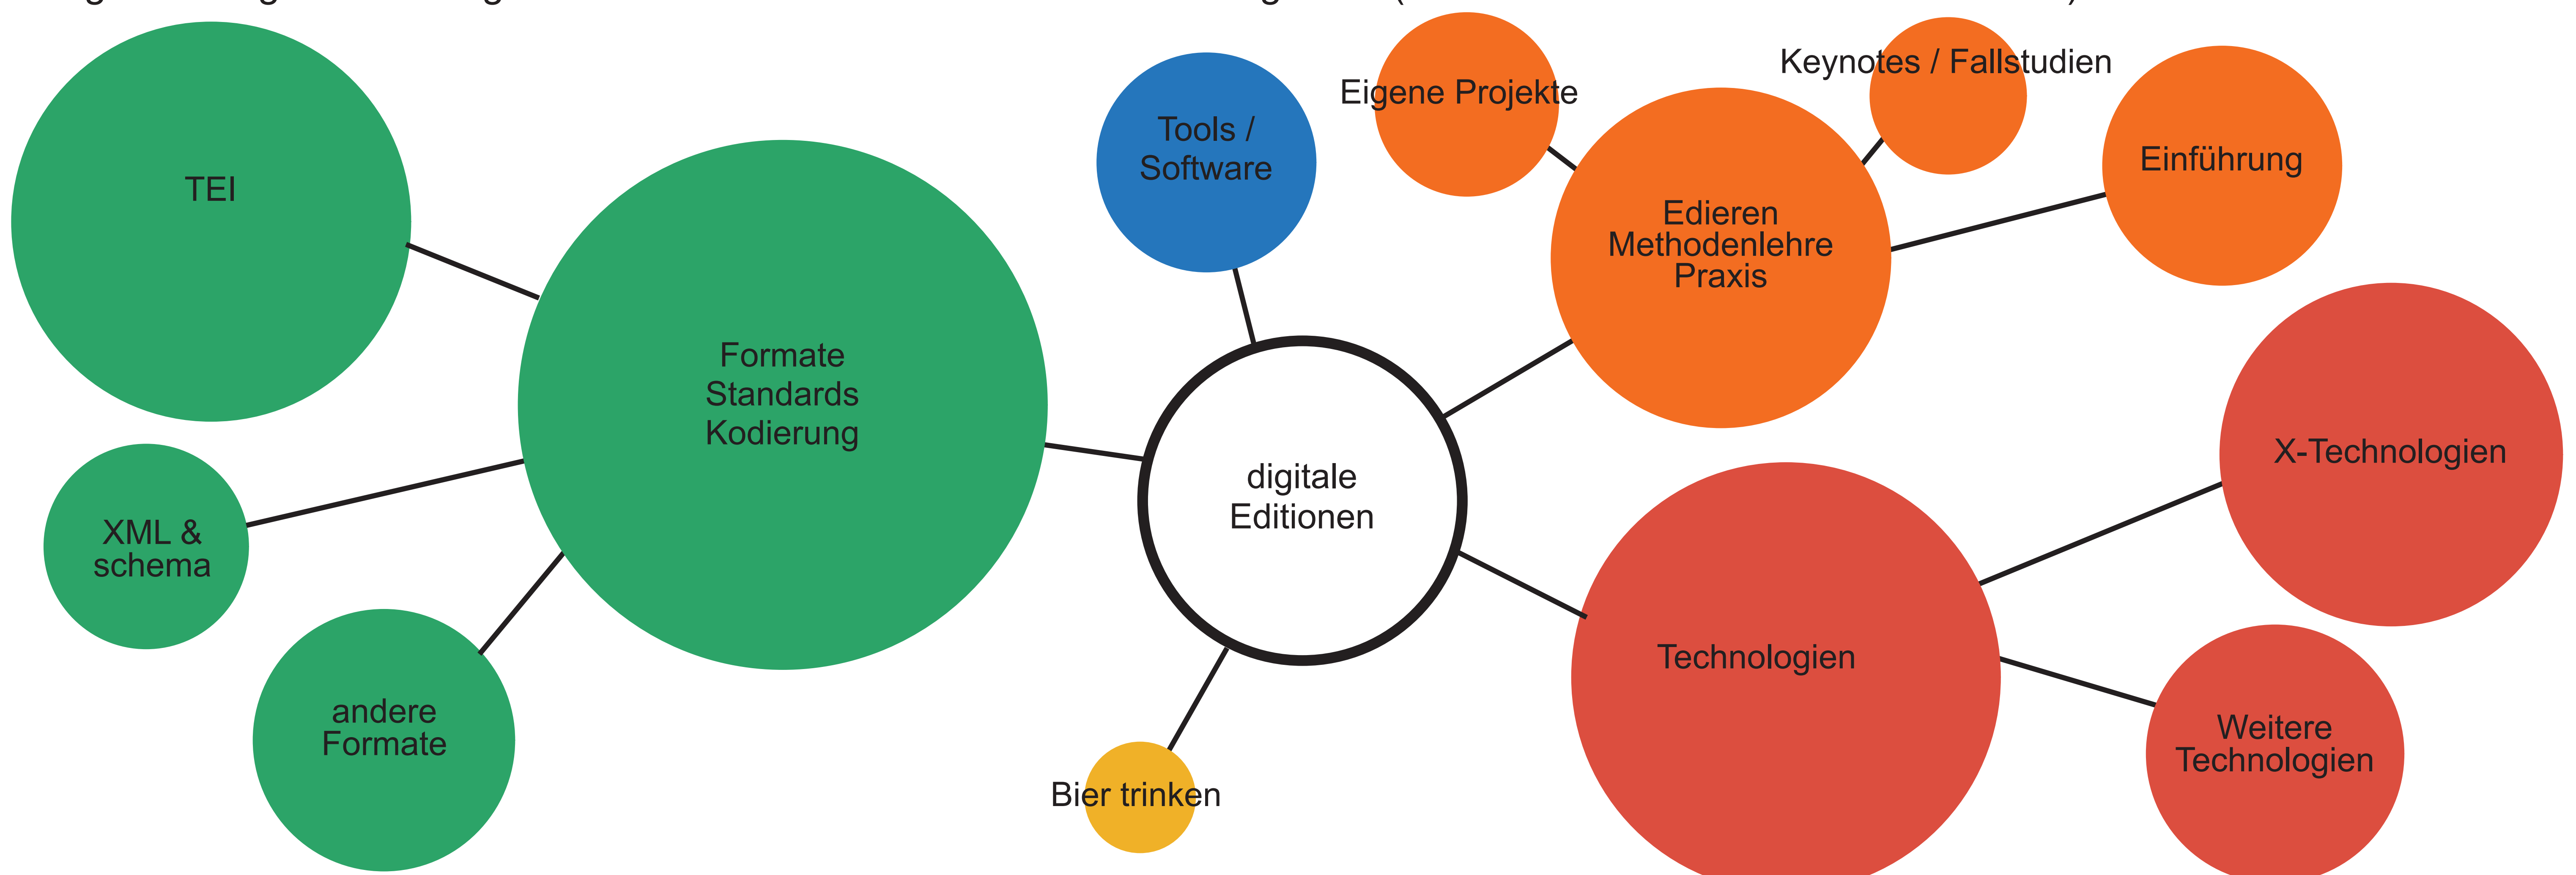 TEI
XML &
schema
andere
Formate
Formate
Standards
Kodierung
Tools /
Software
digitale
Editionen
Bier trinken
Eigene Projekte
Keynotes / Fallstudien
Einführung
Edieren
Methodenlehre
Praxis
Technologien
X-Technologien
Weitere
Technologien